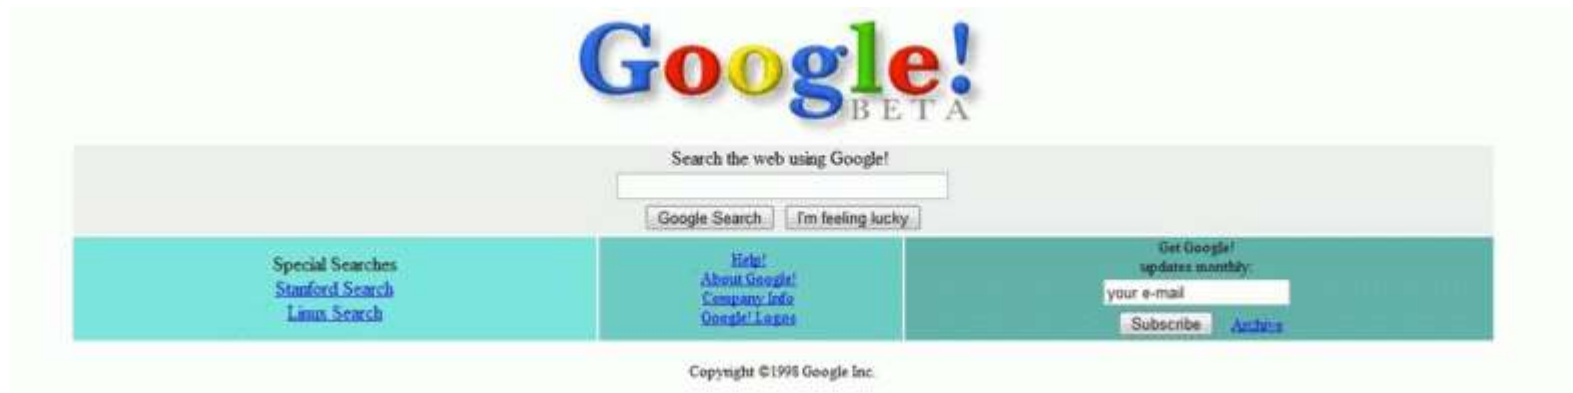 Google!
BETA
Search the web using Google!
Google Search I'm feeling lucky
Special Searches
Stanford Search
Linux Search
Help!
About Google!
Company Info
Google! Logos
Get Google!
updates monthly:
your e-mail
Subscribe Archive
Copyright ©1998 Google Inc.